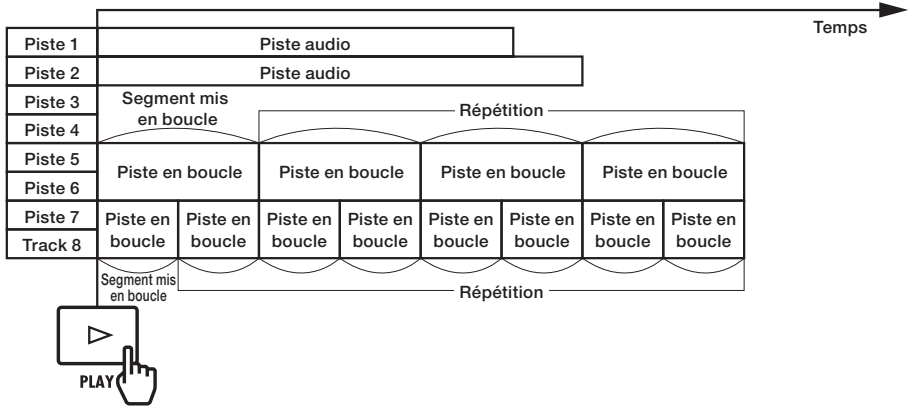 Temps
Piste 1
Piste audio
Piste 2
Piste audio
Piste 3
Segment mis
en boucle
Répétition
Piste 4
Piste 5
Piste 6
Piste en boucle
Piste en boucle
Piste en boucle
Piste en boucle
Piste 7
Track 8
Piste en
boucle
Piste en
boucle
Piste en
boucle
Piste en
boucle
Piste en
boucle
Piste en
boucle
Piste en
boucle
Piste en
boucle
Segment mis
en boucle
Répétition
PLAY